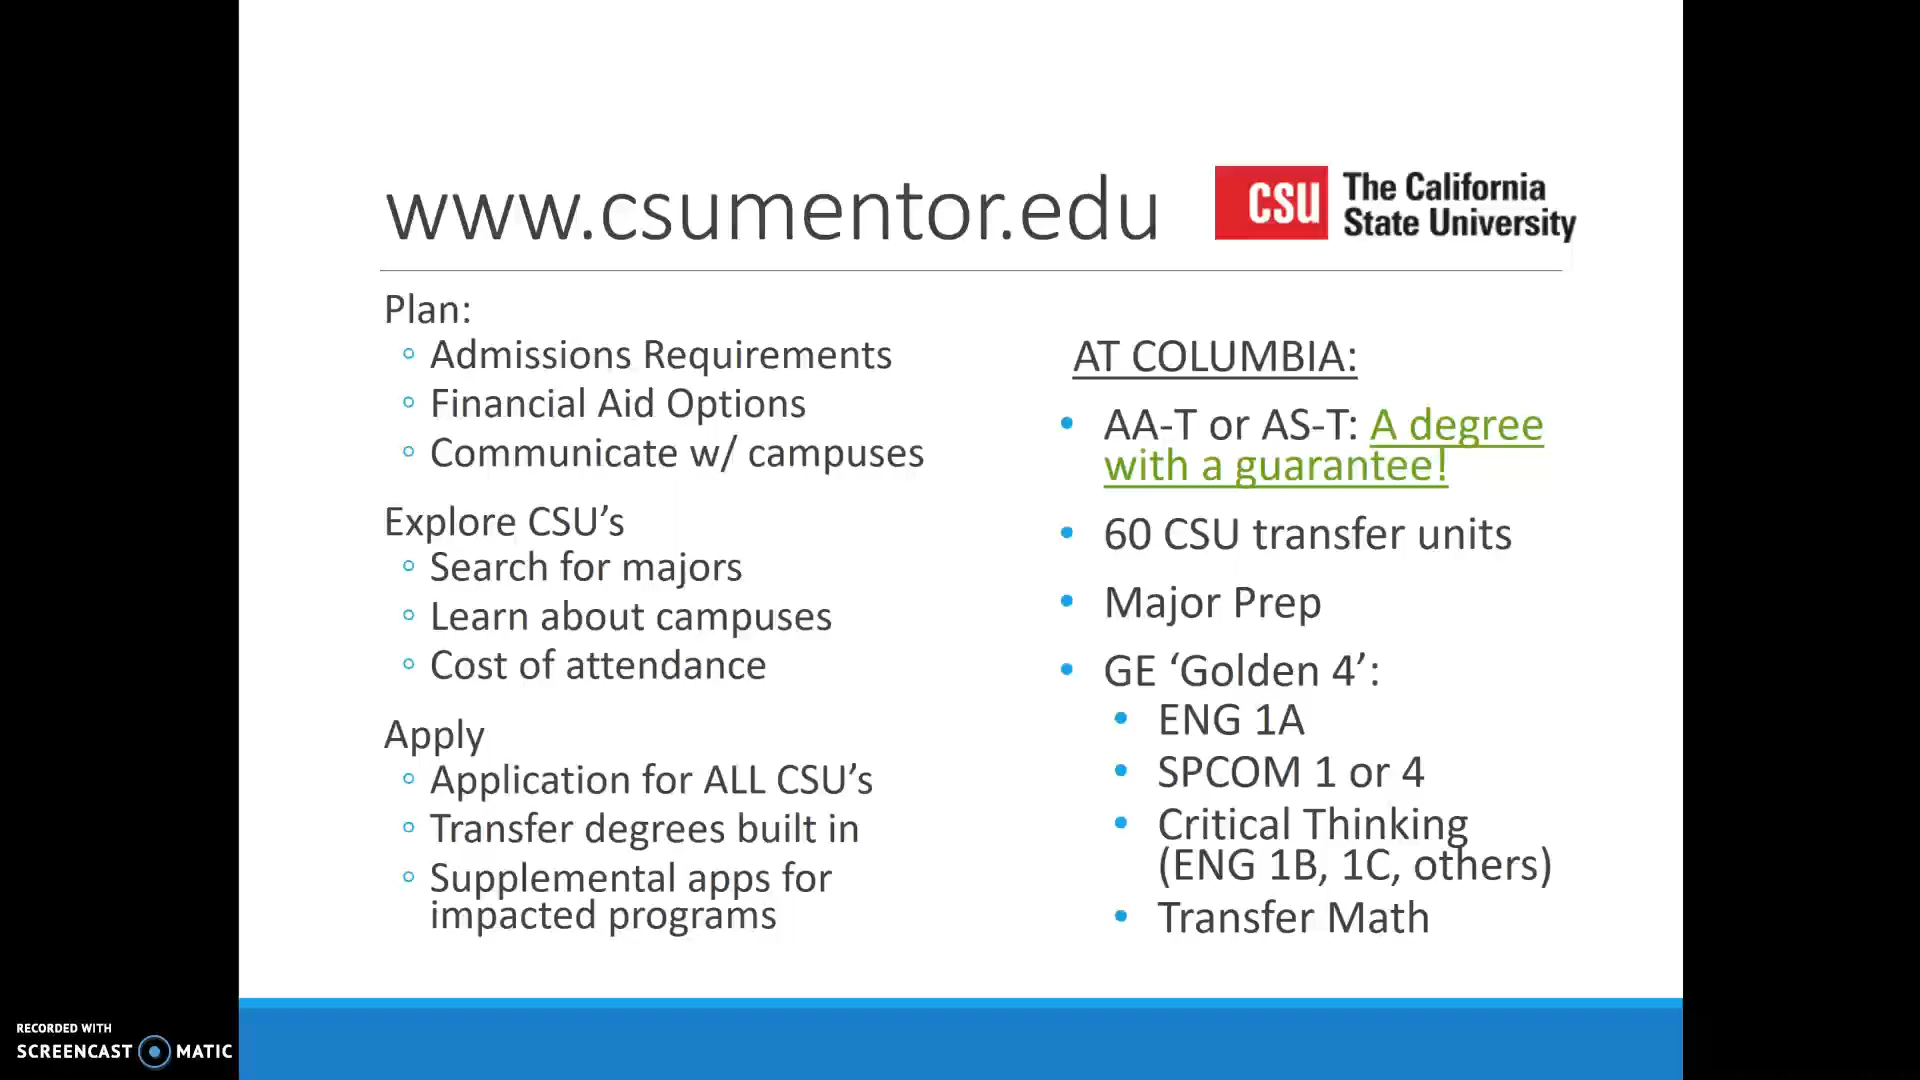 www.csumentor.edu
CSU The California
State University
Plan:
Admissions Requirements
Financial Aid Options
Communicate w/ campuses
Explore CSU’s
Search for majors
Learn about campuses
Cost of attendance
Apply
Application for ALL CSU’s
Transfer degrees built in
Supplemental apps for
impacted programs
AT COLUMBIA:
AA-T or AS-T: A degree
with a guarantee!
60 CSU transfer units
Major Prep
GE ‘Golden 4’:
ENG 1A
SPCOM 1 or 4
Critical Thinking
(ENG 1B, 1C, others)
Transfer Math
RECORDED WITH
SCREENCAST MATIC